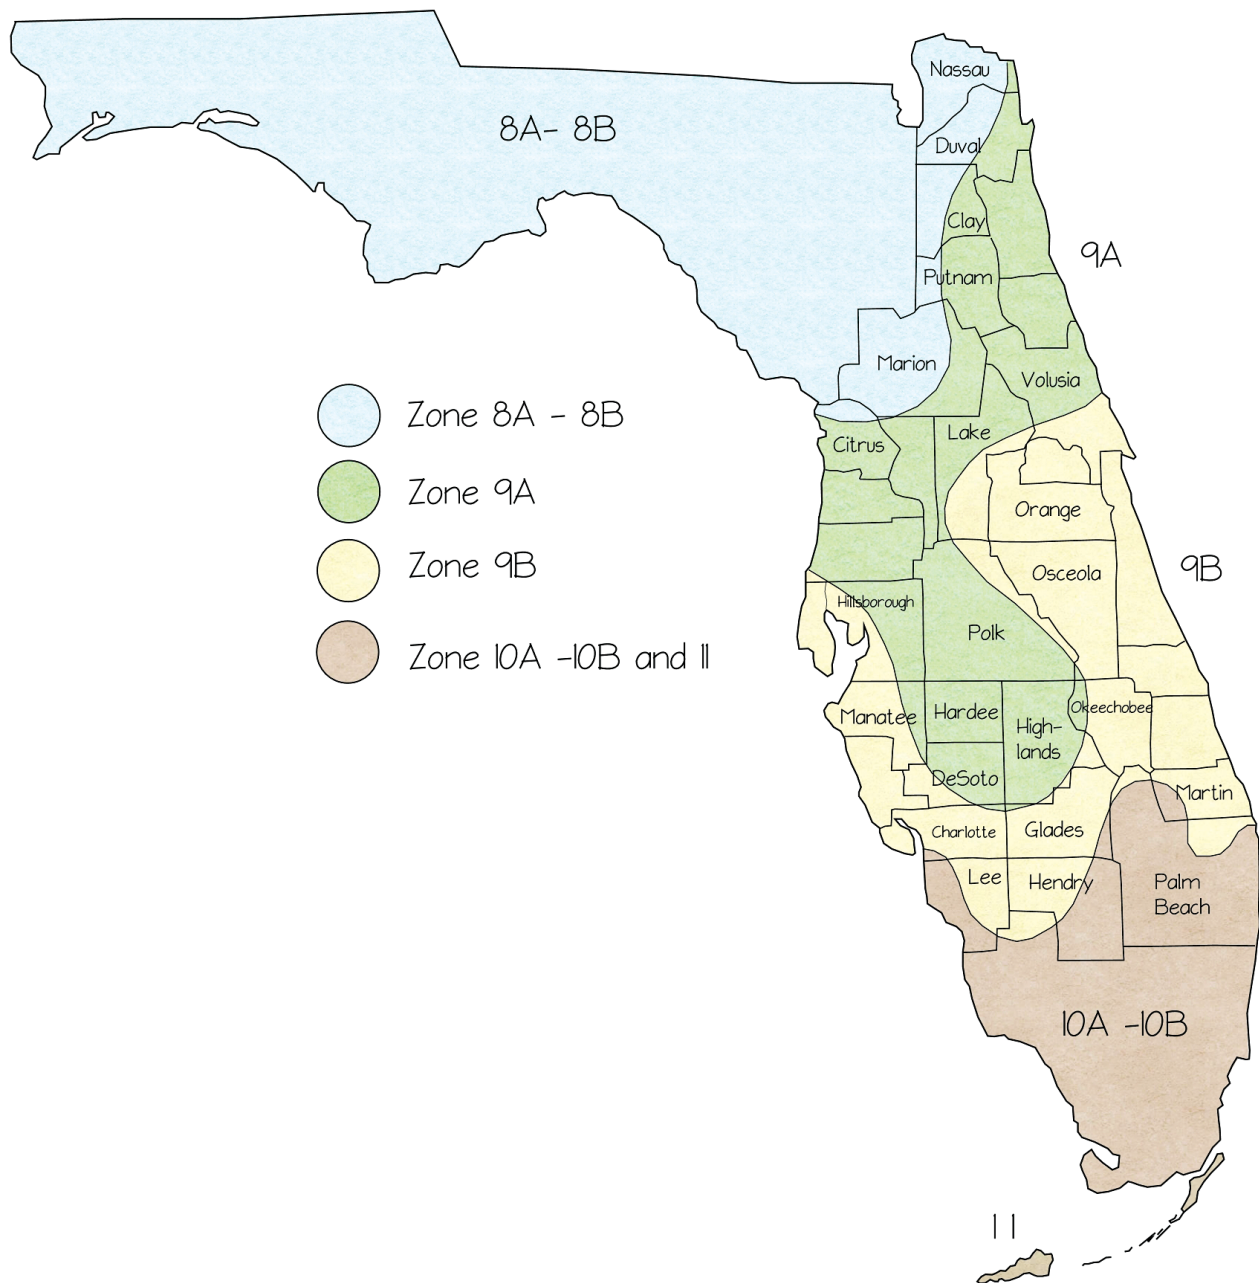 Nassau
8A- 8B
Duval
Clay
9A
Putnam
Marion
Volusia
Zone 8A - 8B
Lake
Citrus
Zone 9A
Orange
Zone 9B
Osceola
9B
Hillsborough
Polk
Zone 10A -10B and 11
Manatee
Hardee
Okeechobee
High-
lands
DeSoto
Martin
Charlotte
Glades
Lee
Hendry
Palm
Beach
10A -10B
11